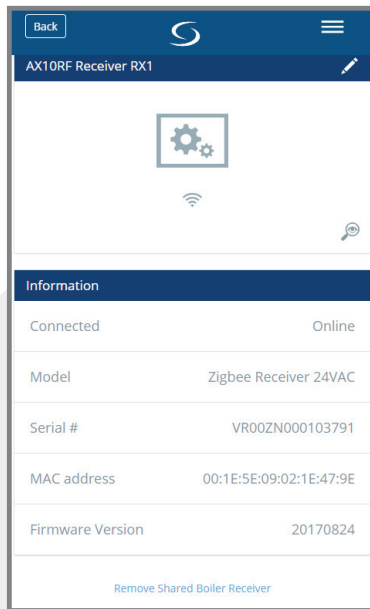 Back
AX10RF Receiver RX1
Information
Connected Online
Model Zigbee Receiver 24VAC
Serial # VR00ZN000103791
MAC address 00:1E:5E:09:02:1E:47:9E
Firmware Version 20170824
Remove Shared Boiler Receiver